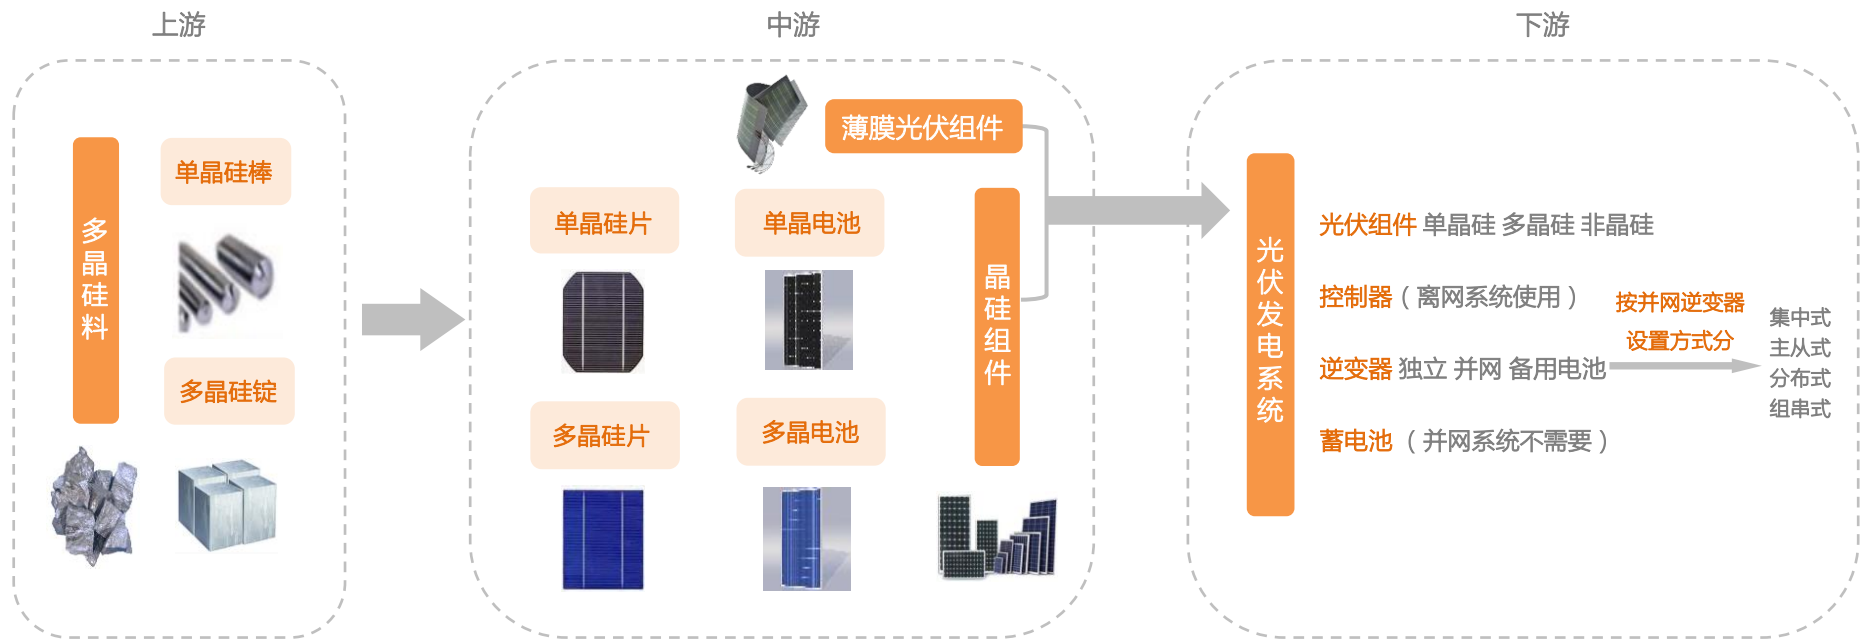 上游
多晶硅料
单晶硅棒
多晶硅锭
中游
薄膜光伏组件
单晶硅片
单晶电池
多晶硅片
多晶电池
晶硅组件
下游
光伏发电系统
光伏组件 单晶硅 多晶硅 非晶硅
控制器（离网系统使用）
逆变器 独立 并网 备用电池
蓄电池（并网系统不需要）
按并网逆变器
设置方式分
集中式
主从式
分布式
组串式